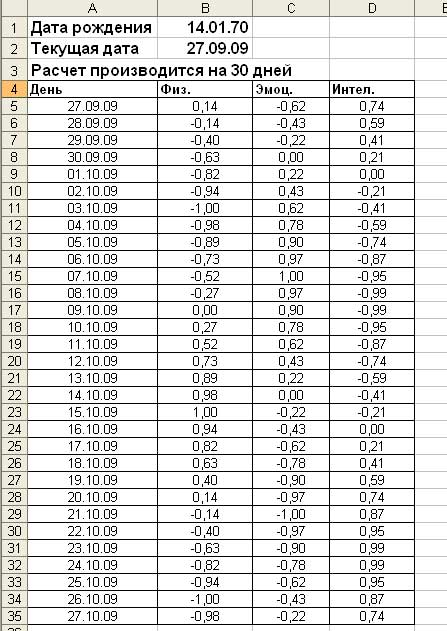 A B C D E
1 Дата рождения 14.01.70
2 Текущая дата 27.09.09
3 Расчет производится на 30 дней
4 День Физ. Эмоц. Интел.
5 27.09.09 0,14 -0,62 0,74
6 28.09.09 -0,14 -0,43 0,59
7 29.09.09 -0,40 -0,22 0,41
8 30.09.09 -0,63 0,00 0,21
9 01.10.09 -0,82 0,22 0,00
10 02.10.09 -0,94 0,43 -0,21
11 03.10.09 -1,00 0,62 -0,41
12 04.10.09 -0,98 0,78 -0,59
13 05.10.09 -0,89 0,90 -0,74
14 06.10.09 -0,73 0,97 -0,87
15 07.10.09 -0,52 1,00 -0,95
16 08.10.09 -0,27 0,97 -0,99
17 09.10.09 0,00 0,90 -0,99
18 10.10.09 0,27 0,78 -0,95
19 11.10.09 0,52 0,62 -0,87
20 12.10.09 0,73 0,43 -0,74
21 13.10.09 0,89 0,22 -0,59
22 14.10.09 0,98 0,00 -0,41
23 15.10.09 1,00 -0,22 -0,21
24 16.10.09 0,94 -0,43 0,00
25 17.10.09 0,82 -0,62 0,21
26 18.10.09 0,63 -0,78 0,41
27 19.10.09 0,40 -0,90 0,59
28 20.10.09 0,14 -0,97 0,74
29 21.10.09 -0,14 -1,00 0,87
30 22.10.09 -0,40 -0,97 0,95
31 23.10.09 -0,63 -0,90 0,99
32 24.10.09 -0,82 -0,78 0,99
33 25.10.09 -0,94 -0,62 0,95
34 26.10.09 -1,00 -0,43 0,87
35 27.10.09 -0,98 -0,22 0,74